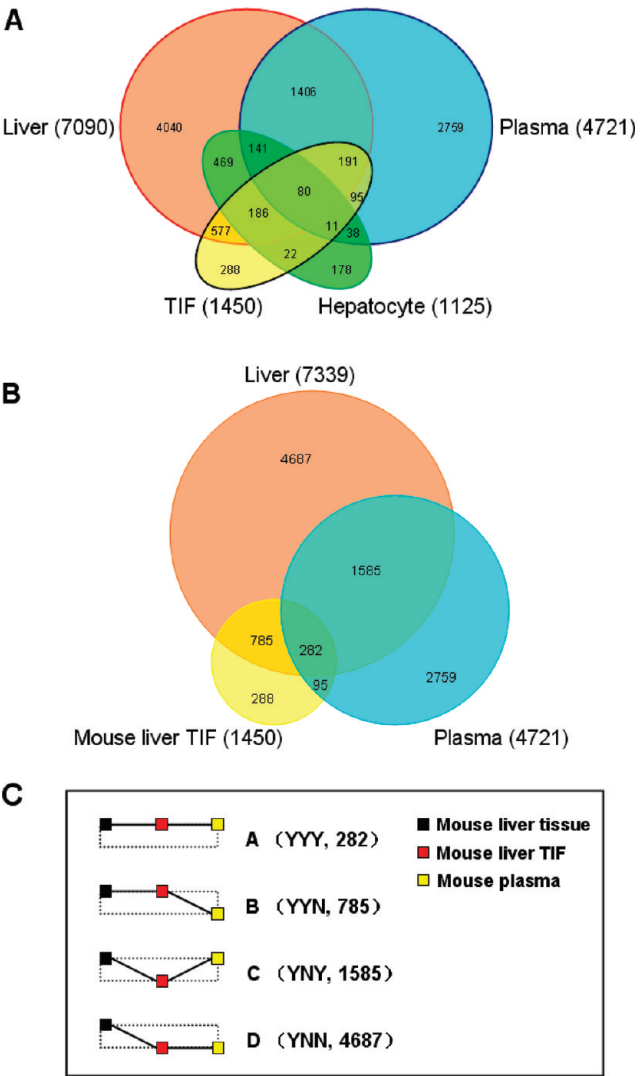 A
1406
Liver (7090)
4040
2759
Plasma (4721)
141
469
191
80
95
186
577
11
38
22
288
178
TIF (1450)
Hepatocyte (1125)
Liver (7339)
B
4687
1585
785
282
95
288
2759
Mouse liver TIF (1450)
Plasma (4721)
C
A (YYY, 282)
B (YYN, 785)
C (YNY, 1585)
D (YNN, 4687)
Mouse liver tissue
Mouse liver TIF
Mouse plasma